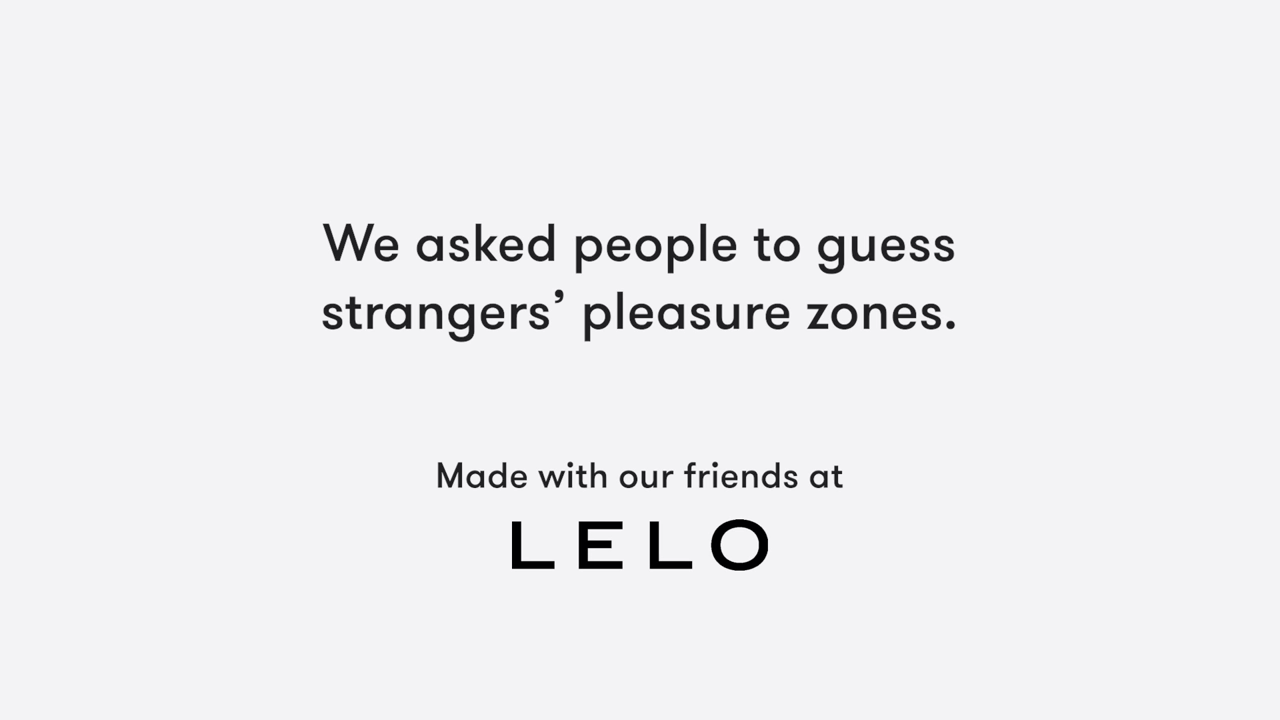 We asked people to guess
strangers’ pleasure zones.
Made with our friends at
LELO